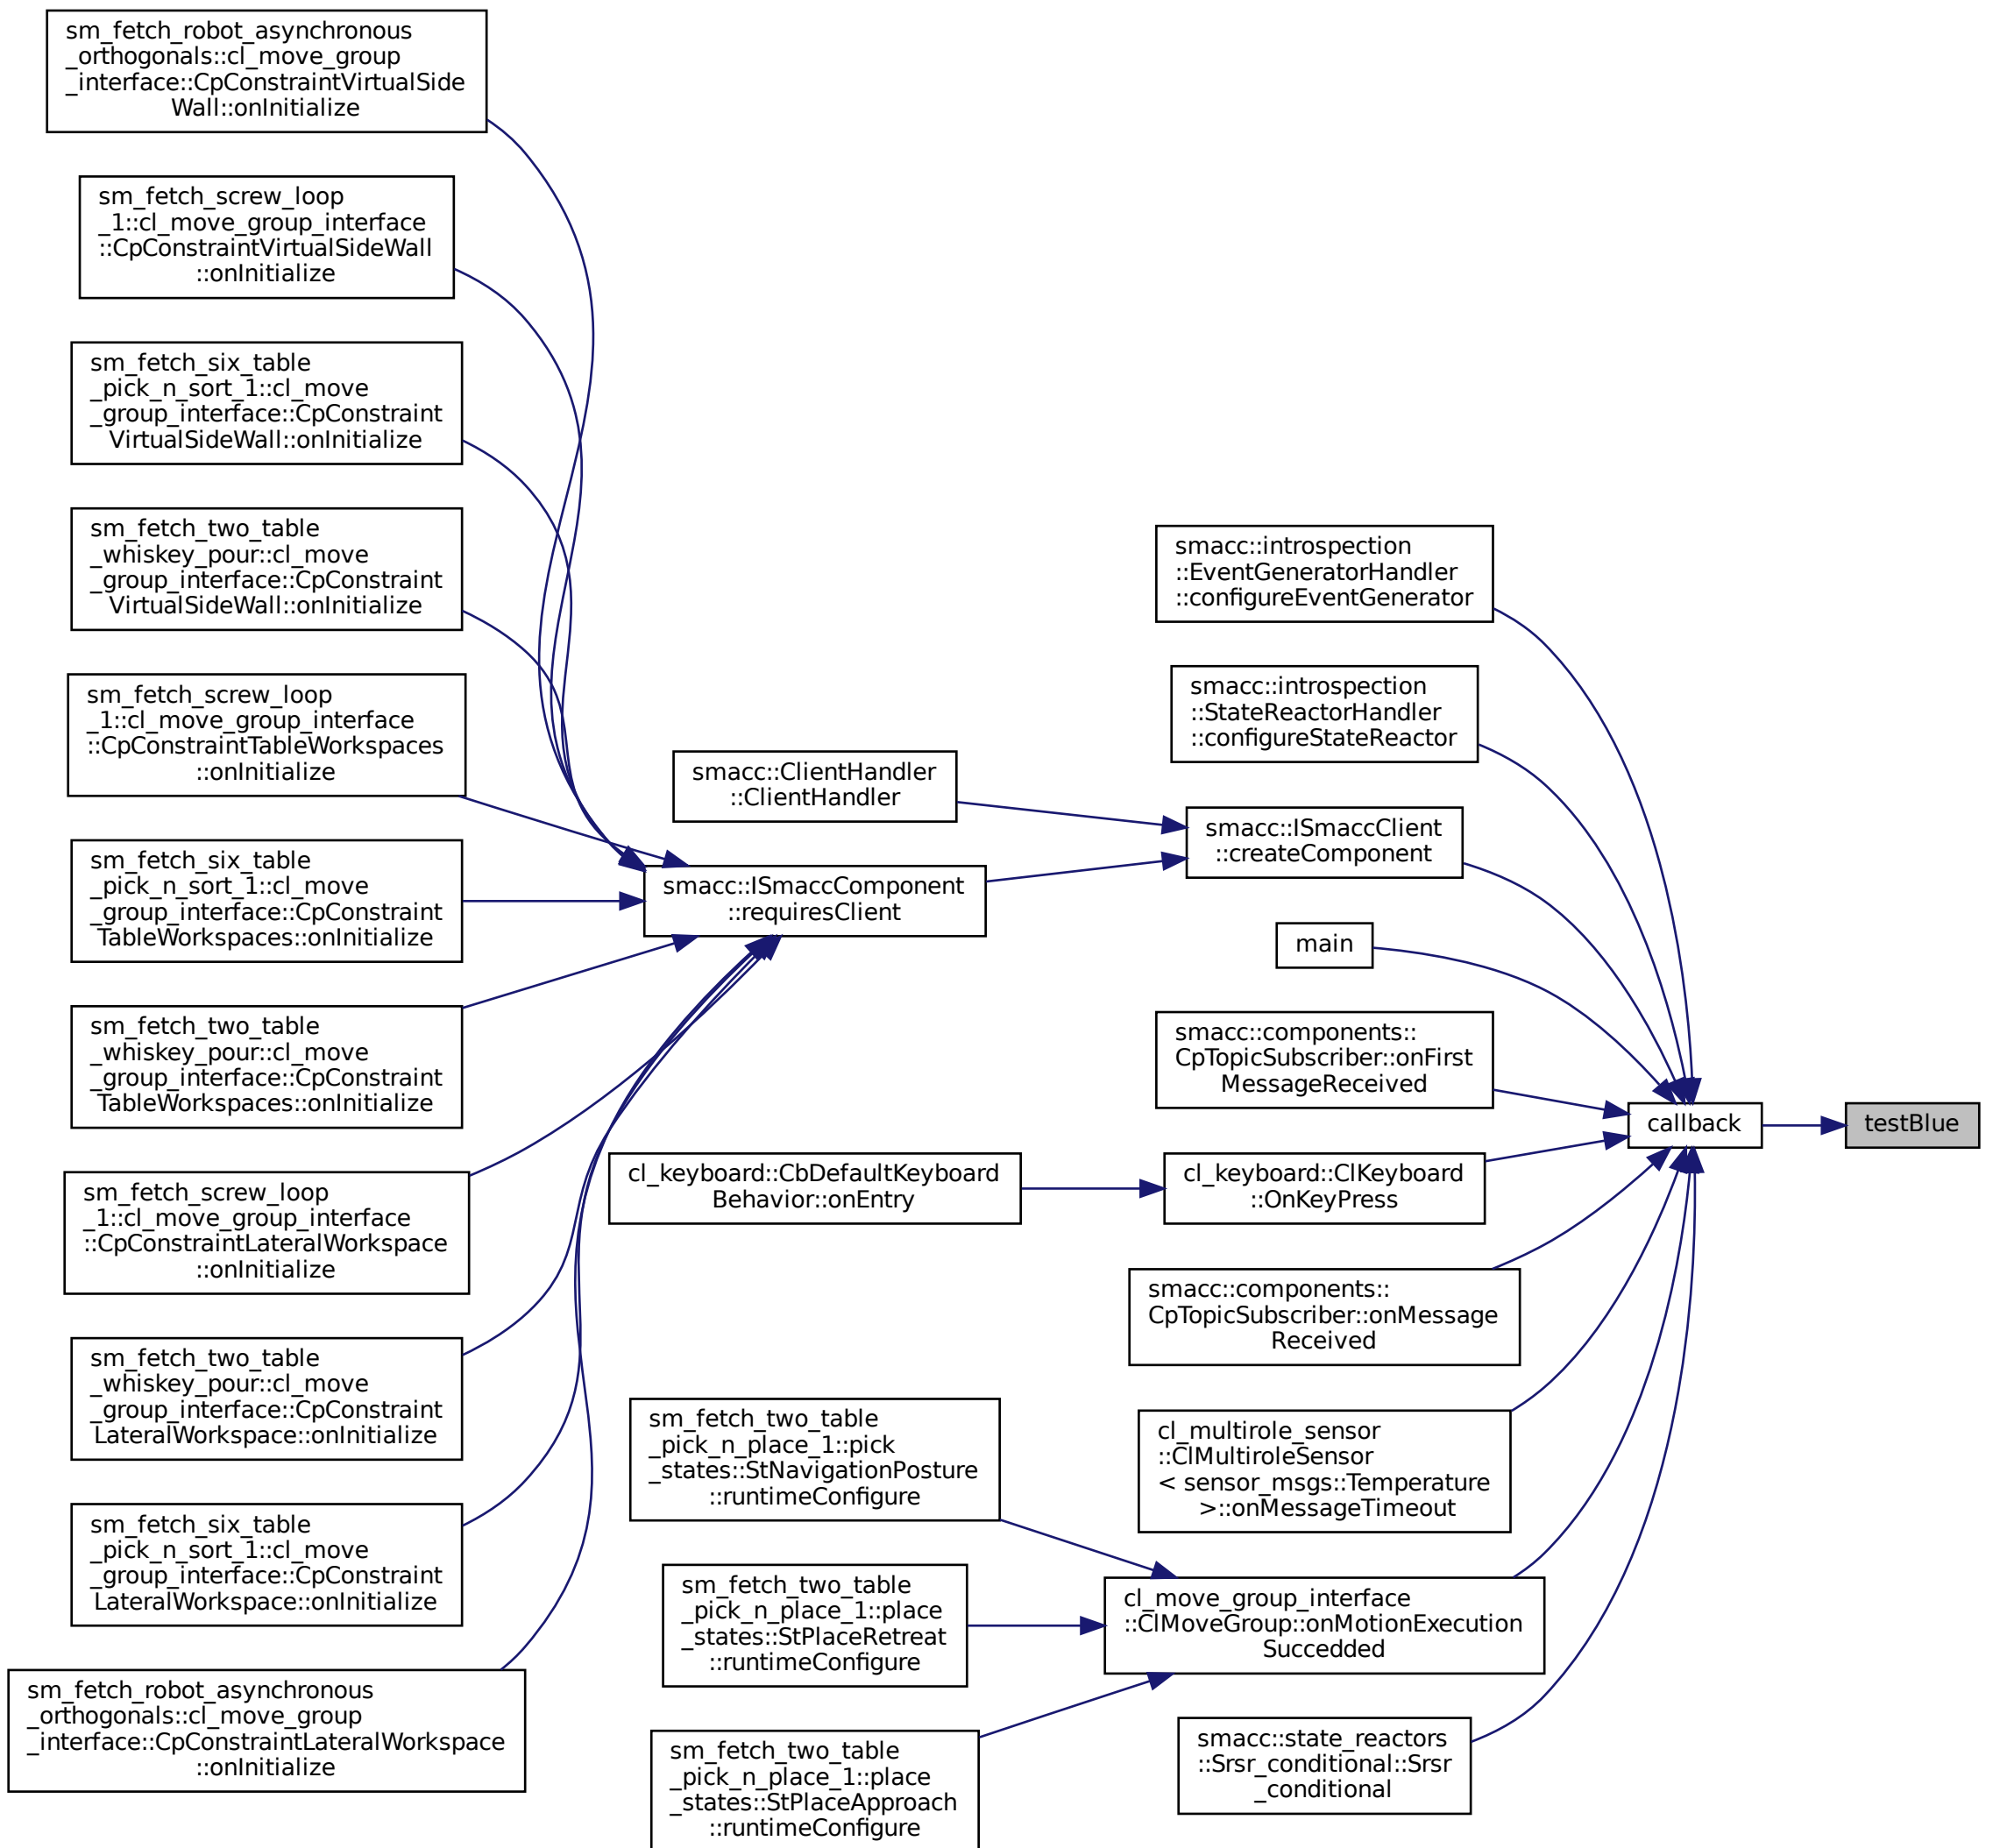 sm_fetch_robot_asynchronous
_orthogonals::cl_move_group
_interface::CpConstraintVirtualSide
Wall::onInitialize
sm_fetch_screw_loop
_1::cl_move_group_interface
::CpConstraintVirtualSideWall
::onInitialize
sm_fetch_six_table
_pick_n_sort_1::cl_move
_group_interface::CpConstraint
VirtualSideWall::onInitialize
sm_fetch_two_table
_whiskey_pour::cl_move
_group_interface::CpConstraint
VirtualSideWall::onInitialize
sm_fetch_screw_loop
_1::cl_move_group_interface
::CpConstraintTableWorkspaces
::onInitialize
sm_fetch_six_table
_pick_n_sort_1::cl_move
_group_interface::CpConstraint
TableWorkspaces::onInitialize
sm_fetch_two_table
_whiskey_pour::cl_move
_group_interface::CpConstraint
TableWorkspaces::onInitialize
sm_fetch_screw_loop
_1::cl_move_group_interface
::CpConstraintLateralWorkspace
::onInitialize
sm_fetch_two_table
_whiskey_pour::cl_move
_group_interface::CpConstraint
LateralWorkspace::onInitialize
sm_fetch_six_table
_pick_n_sort_1::cl_move
_group_interface::CpConstraint
LateralWorkspace::onInitialize
sm_fetch_robot_asynchronous
_orthogonals::cl_move_group
_interface::CpConstraintLateralWorkspace
::onInitialize
smacc::ClientHandler
::ClientHandler
smacc::ISmaccComponent
::requiresClient
cl_keyboard::CbDefaultKeyboard
Behavior::onEntry
sm_fetch_two_table
_pick_n_place_1::pick
_states::StNavigationPosture
::runtimeConfigure
sm_fetch_two_table
_pick_n_place_1::place
_states::StPlaceRetreat
::runtimeConfigure
sm_fetch_two_table
_pick_n_place_1::place
_states::StPlaceApproach
::runtimeConfigure
smacc::introspection
::EventGeneratorHandler
::configureEventGenerator
smacc::introspection
::StateReactorHandler
::configureStateReactor
smacc::ISmaccClient
::createComponent
main
smacc::components::
CpTopicSubscriber::onFirst
MessageReceived
cl_keyboard::ClKeyboard
::OnKeyPress
smacc::components::
CpTopicSubscriber::onMessage
Received
cl_multirole_sensor
::ClMultiroleSensor
< sensor_msgs::Temperature
>::onMessageTimeout
cl_move_group_interface
::ClMoveGroup::onMotionExecution
Succedded
smacc::state_reactors
::Srsr_conditional::Srsr
_conditional
callback
testBlue